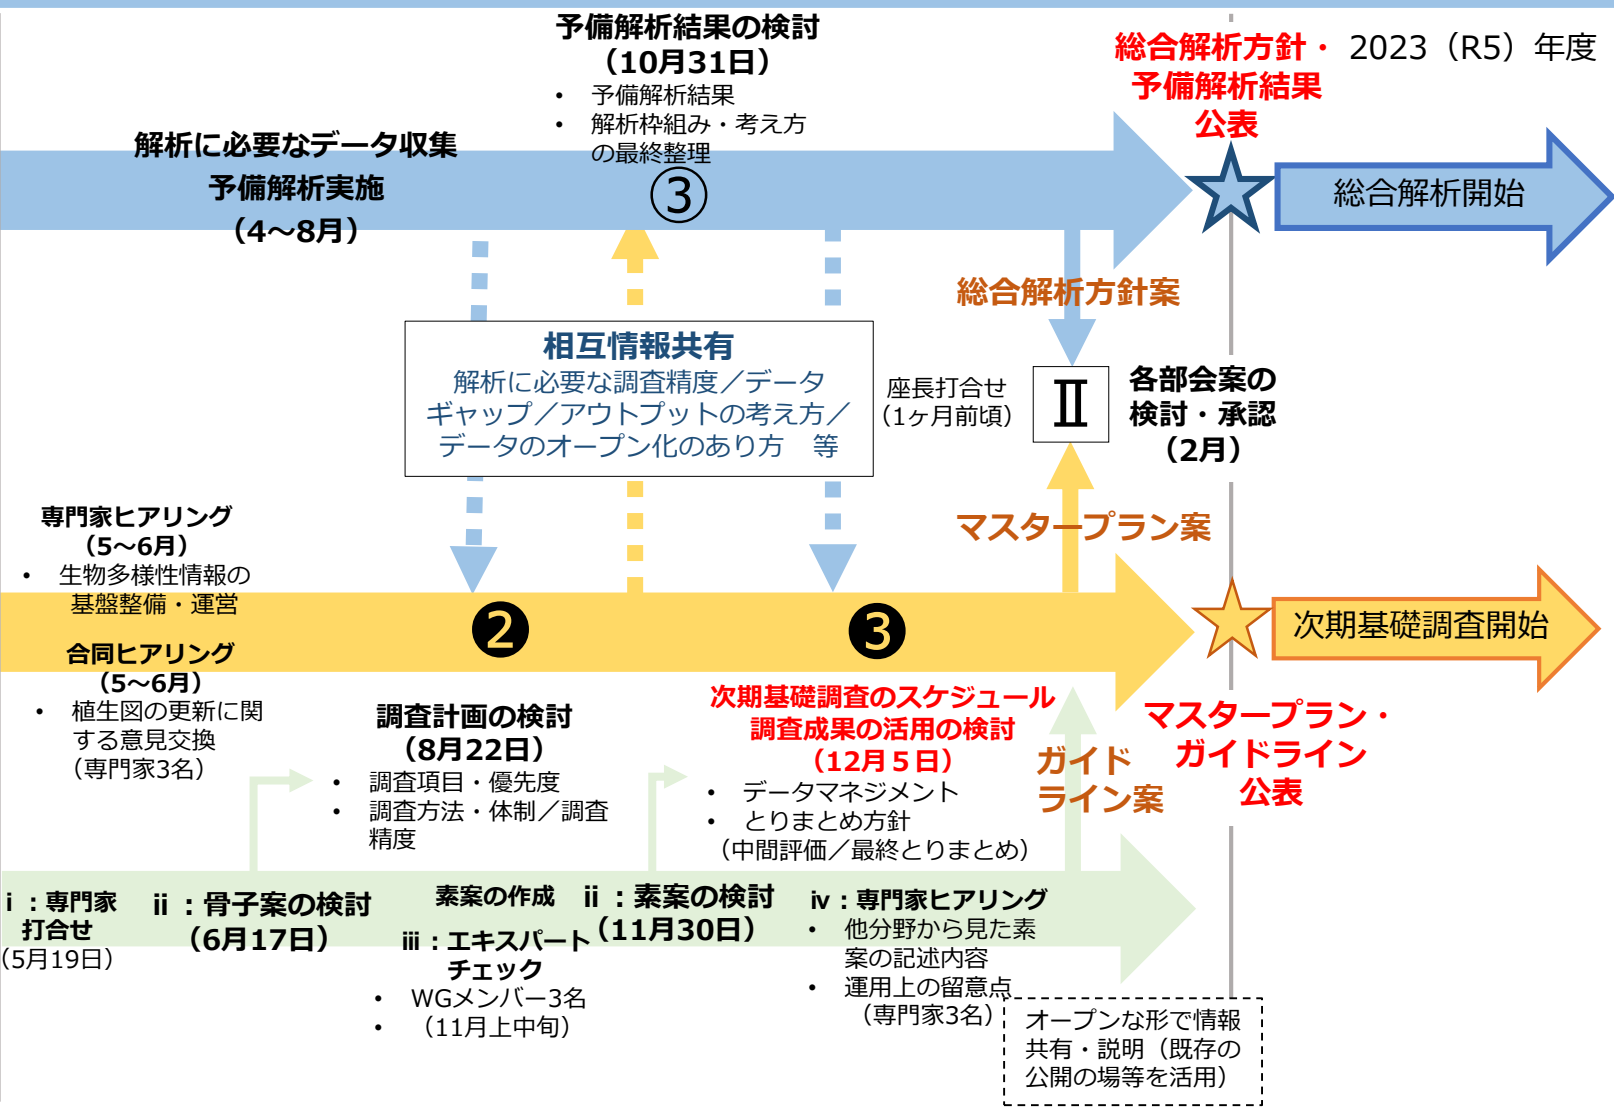 予備解析結果の検討
（10月31日）
• 予備解析結果
• 解析枠組み・考え方
の最終整理
総合解析方針・
予備解析結果
公表
2023（R5）年度
解析に必要なデータ収集
予備解析実施
（4～8月）
③
総合解析開始
総合解析方針案
相互情報共有
解析に必要な調査精度／データ
ギャップ／アウトプットの考え方／
データのオープン化のあり方　等
座長打合せ
（1ヶ月前頃）
Ⅱ
各部会案の
検討・承認
（2月）
専門家ヒアリング
（5～6月）
• 生物多様性情報の
基盤整備・運営
マスタープラン案
合同ヒアリング
（5～6月）
• 植生図の更新に関
する意見交換
（専門家3名）
❷
❸
次期基礎調査開始
調査計画の検討
（8月22日）
• 調査項目・優先度
• 調査方法・体制／調査
精度
次期基礎調査のスケジュール
調査成果の活用の検討
（12月５日）
• データマネジメント
• とりまとめ方針
（中間評価／最終とりまとめ）
ガイド
ライン案
マスタープラン・
ガイドライン
公表
ⅰ：専門家
打合せ
（5月19日）
ⅱ：骨子案の検討
（6月17日）
素案の作成
ⅲ：エキスパート
チェック
• WGメンバー3名
• （11月上中旬）
ⅱ：素案の検討
（11月30日）
ⅳ：専門家ヒアリング
• 他分野から見た素
案の記述内容
• 運用上の留意点
（専門家3名）
オープンな形で情報
共有・説明（既存の
公開の場等を活用）